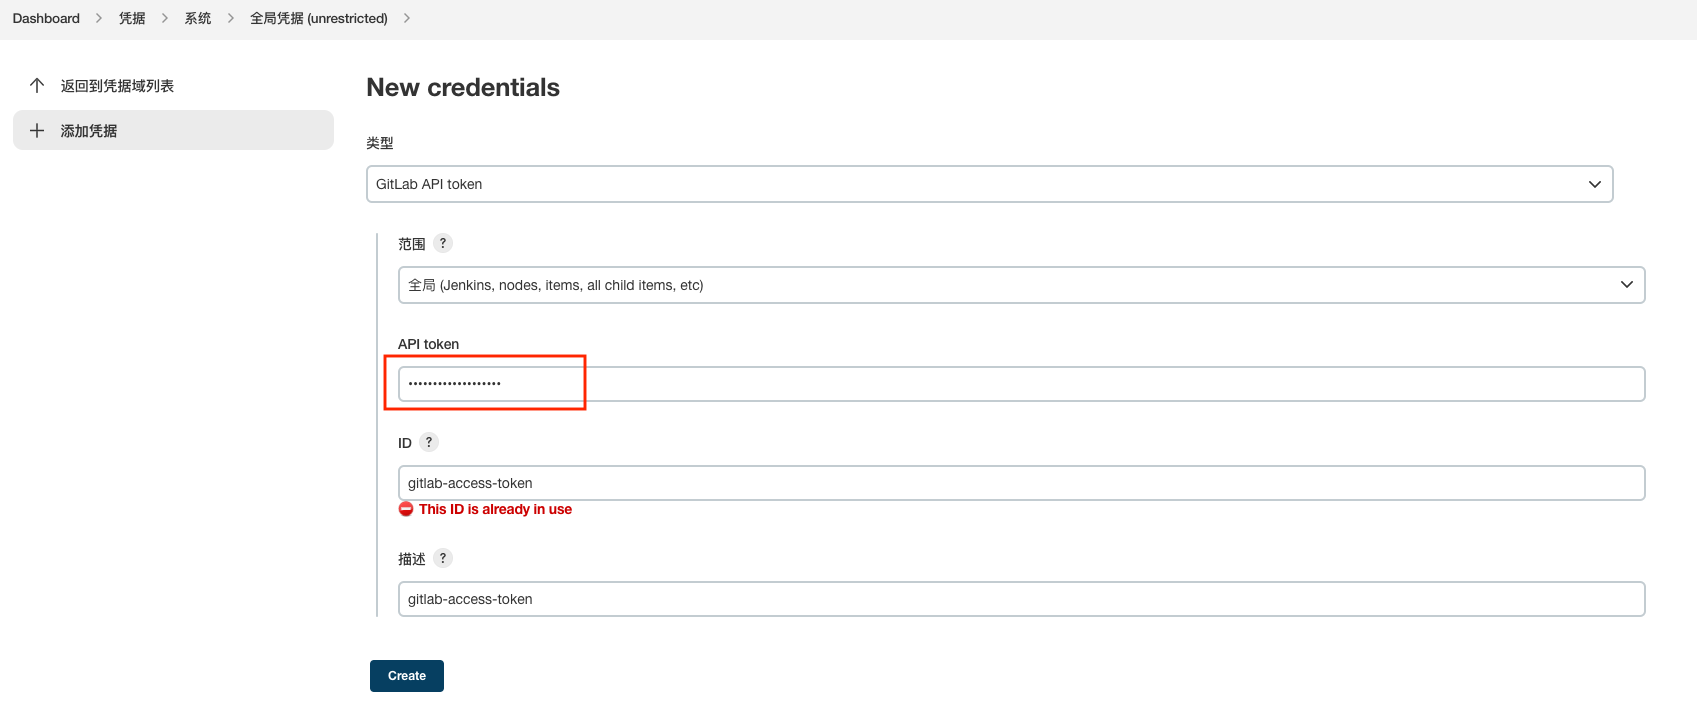 Dashboard > 凭据 > 系统 > 全局凭据 (unrestricted) >
返回到凭据域列表
添加凭据
New credentials
类型
GitLab API token
范围 ?
全局 (Jenkins, nodes, items, all child items, etc)
API token
•••••••••••••••••••
ID ?
gitlab-access-token
This ID is already in use
描述 ?
gitlab-access-token
Create